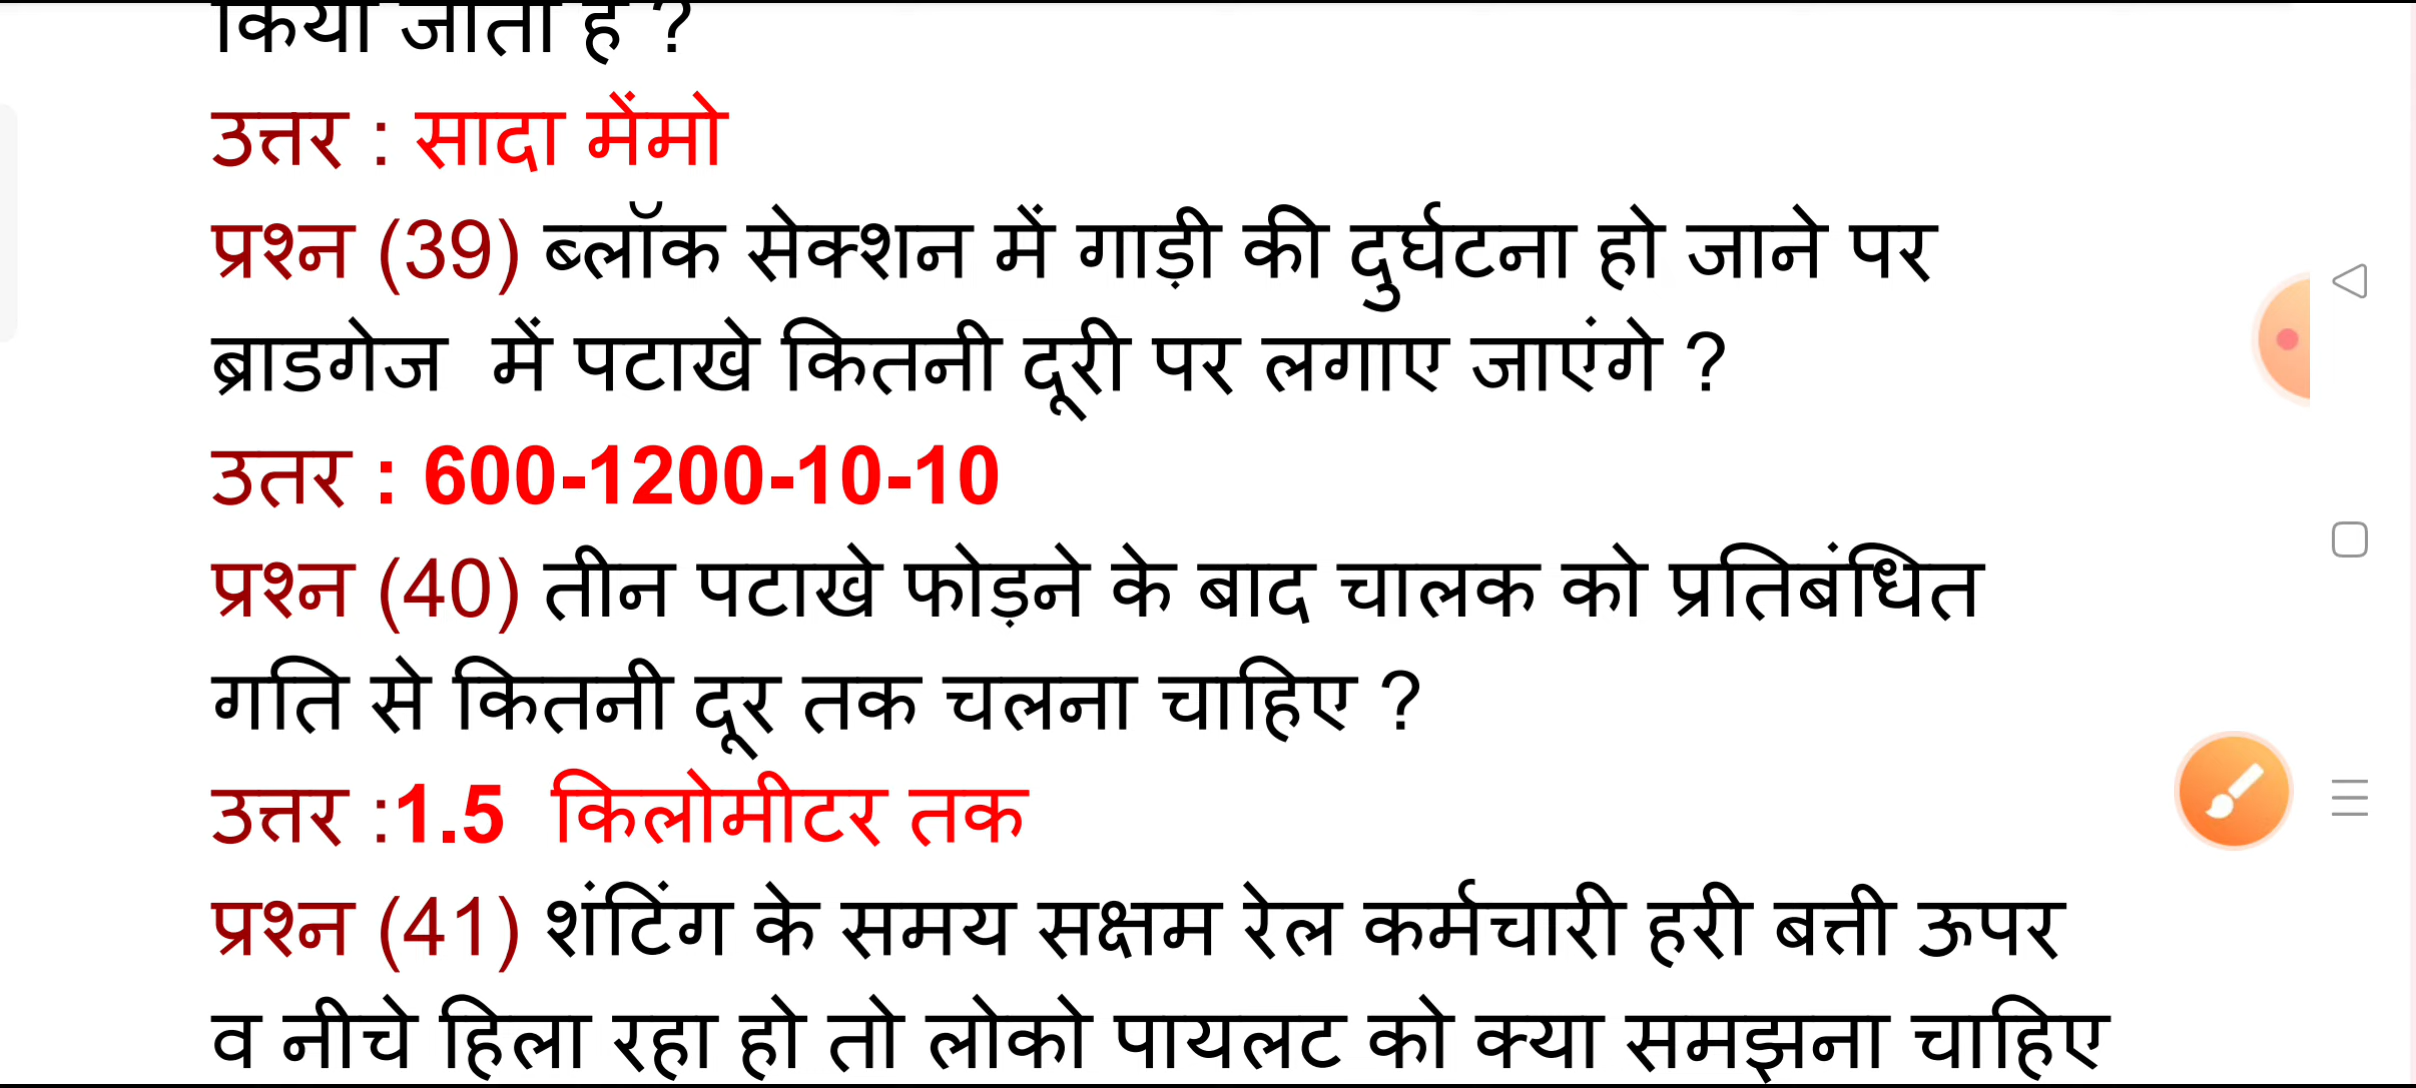 किया जाता है ?
उत्तर : सादा मेंमो
प्रश्न (39) ब्लॉक सेक्शन में गाड़ी की दुर्घटना हो जाने पर
ब्राडगेज में पटाखे कितनी दूरी पर लगाए जाएंगे ?
उतर : 600-1200-10-10
प्रश्न (40) तीन पटाखे फोड़ने के बाद चालक को प्रतिबंधित
गति से कितनी दूर तक चलना चाहिए ?
उत्तर :1.5 किलोमीटर तक
प्रश्न (41) शंटिंग के समय सक्षम रेल कर्मचारी हरी बत्ती ऊपर
व नीचे हिला रहा हो तो लोको पायलट को क्या समझना चाहिए